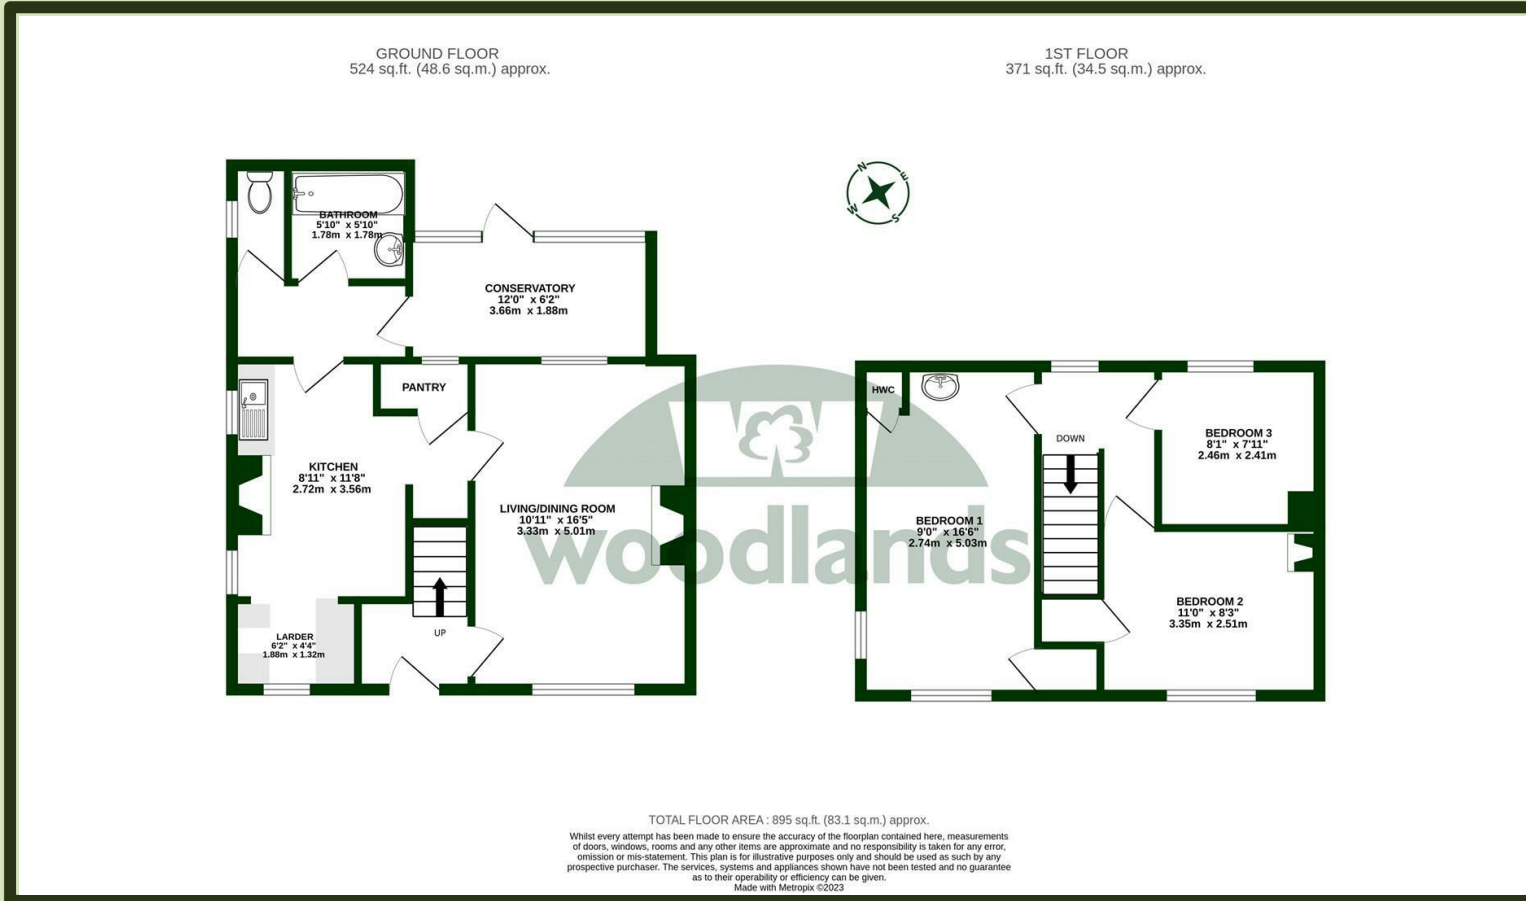 GROUND FLOOR
524 sq.ft. (48.6 sq.m.) approx.
1ST FLOOR
371 sq.ft. (34.5 sq.m.) approx.
N
E
S
W
BATHROOM
5'10" x 5'10"
1.78m x 1.78m
CONSERVATORY
12'0" x 6'2"
3.66m x 1.88m
PANTRY
KITCHEN
8'11" x 11'8"
2.72m x 3.56m
LIVING/DINING ROOM
10'11" x 16'5"
3.33m x 5.01m
UP
LARDER
6'2" x 4'4"
1.88m x 1.32m
HWC
DOWN
BEDROOM 3
8'1" x 7'11"
2.46m x 2.41m
BEDROOM 1
9'0" x 16'6"
2.74m x 5.03m
BEDROOM 2
11'0" x 8'3"
3.35m x 2.51m
woodlands
TOTAL FLOOR AREA : 895 sq.ft. (83.1 sq.m.) approx.
Whilst every attempt has been made to ensure the accuracy of the floorplan contained here, measurements
of doors, windows, rooms and any other items are approximate and no responsibility is taken for any error,
omission or mis-statement. This plan is for illustrative purposes only and should be used as such by any
prospective purchaser. The services, systems and appliances shown have not been tested and no guarantee
as to their operability or efficiency can be given.
Made with Metropix ©2023